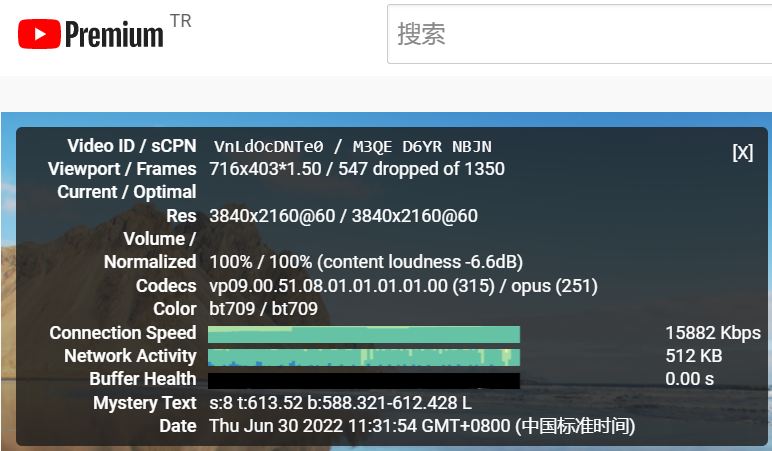 Premium TR
搜索
Video ID / sCPN VnLdOcDNTe0 / M3QE D6YR NBJN
[X]
Viewport / Frames 716x403*1.50 / 547 dropped of 1350
Current / Optimal
Res 3840x2160@60 / 3840x2160@60
Volume /
Normalized 100% / 100% (content loudness -6.6dB)
Codecs vp09.00.51.08.01.01.01.01.00 (315) / opus (251)
Color bt709 / bt709
Connection Speed 15882 Kbps
Network Activity 512 KB
Buffer Health 0.00 s
Mystery Text s:8 t:613.52 b:588.321-612.428 L
Date Thu Jun 30 2022 11:31:54 GMT+0800 (中国标准时间)